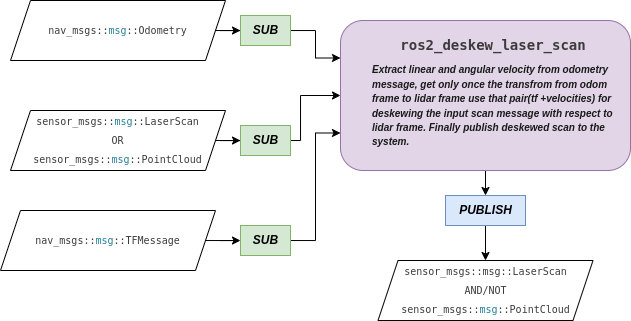 nav_msgs::msg::Odometry
SUB
sensor_msgs::msg::LaserScan
OR
sensor_msgs::msg::PointCloud
SUB
nav_msgs::msg::TFMessage
SUB
ros2_deskew_laser_scan
Extract linear and angular velocity from odometry
message, get only once the transfrom from odom
frame to lidar frame use that pair(tf +velocities) for
deskewing the input scan message with respect to
lidar frame. Finally publish deskewed scan to the
system.
PUBLISH
sensor_msgs::msg::LaserScan
AND/NOT
sensor_msgs::msg::PointCloud